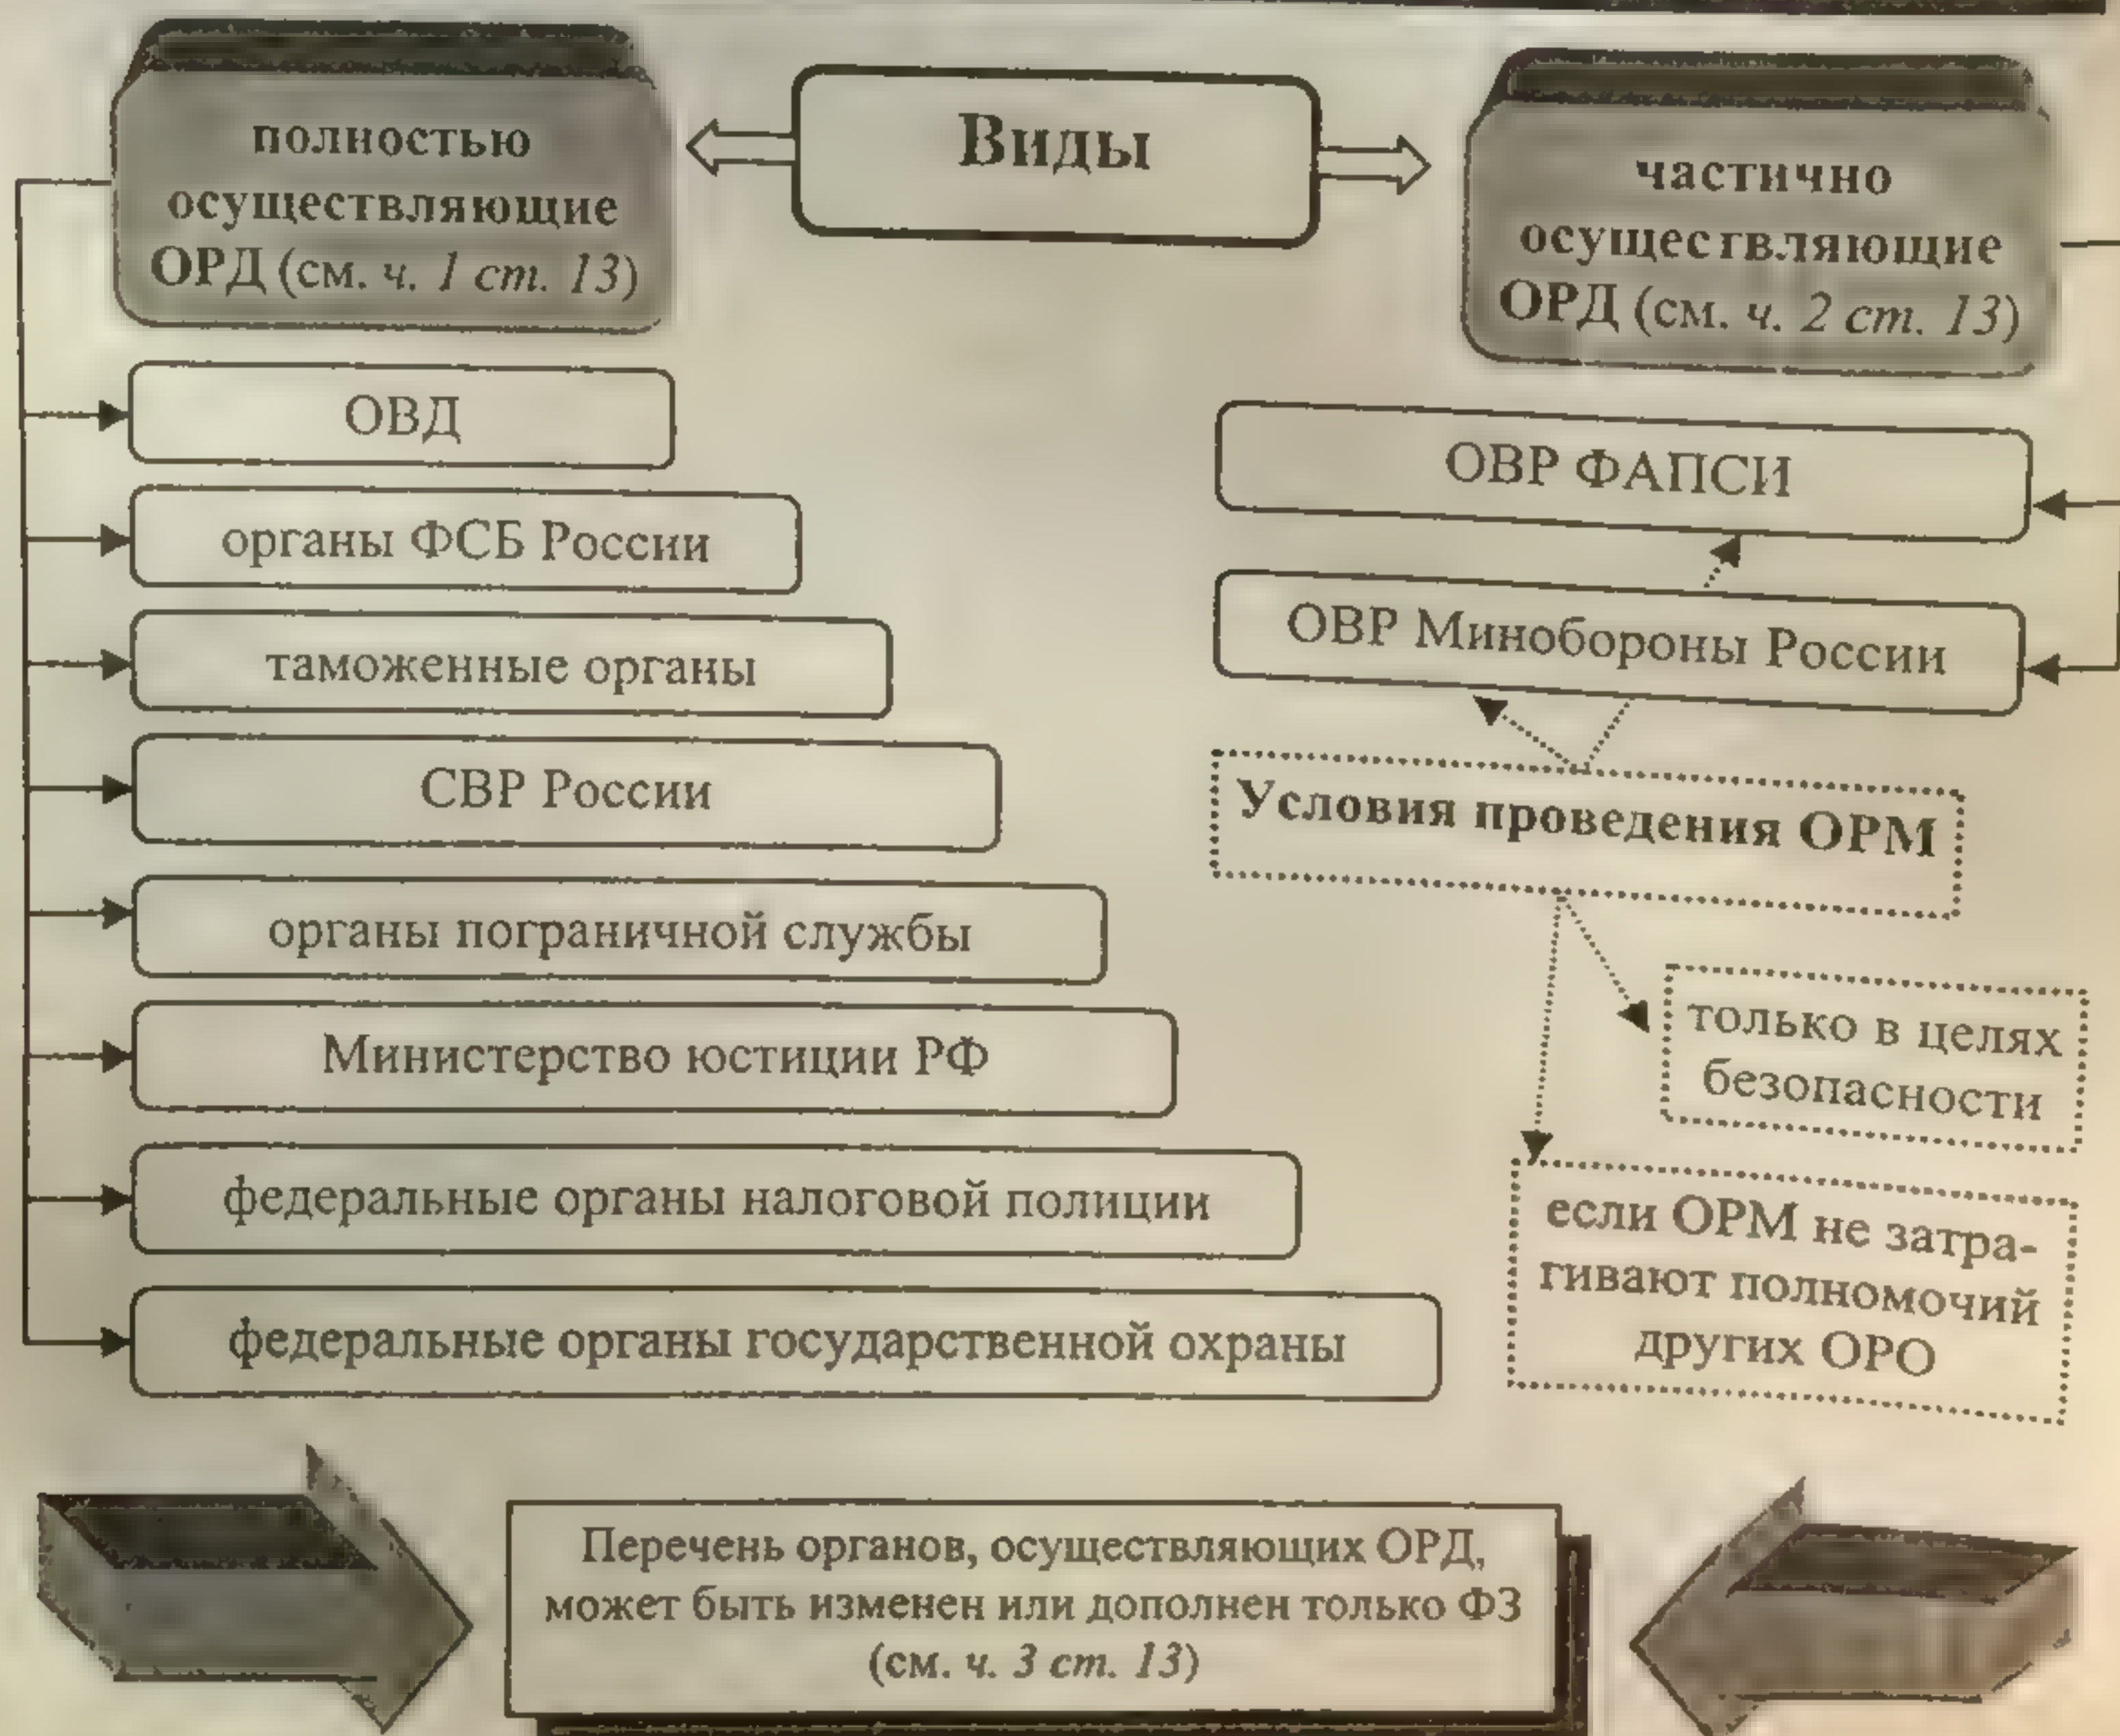 Виды
полностью
осуществляющие
ОРД (см. ч. 1 ст. 13)
ОВД
органы ФСБ России
таможенные органы
СВР России
органы пограничной службы
Министерство юстиции РФ
федеральные органы налоговой полиции
федеральные органы государственной охраны
частично
осуществляющие
ОРД (см. ч. 2 ст. 13)
ОВР ФАПСИ
ОВР Минобороны России
Условия проведения ОРМ
только в целях
безопасности
если ОРМ не затра-
гивают полномочий
других ОРО
Перечень органов, осуществляющих ОРД,
может быть изменен или дополнен только ФЗ
(см. ч. 3 ст. 13)